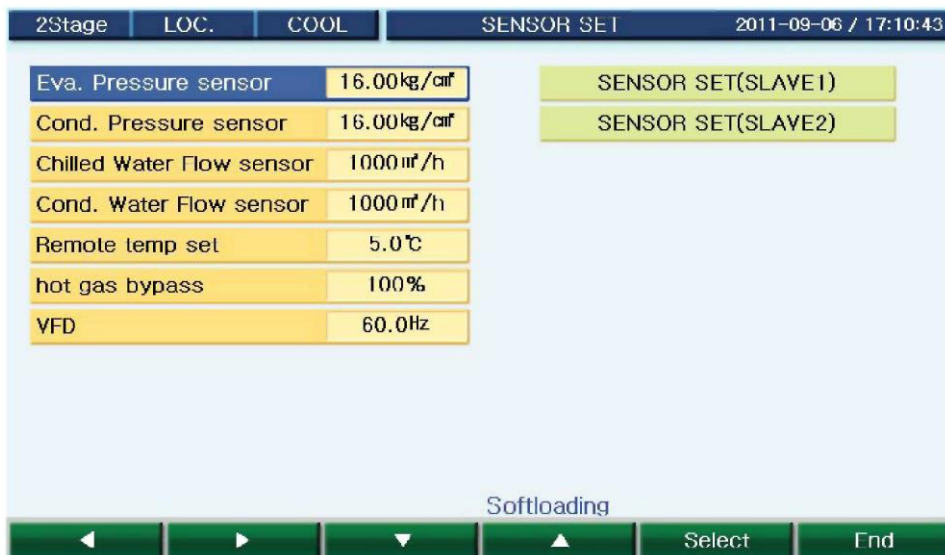 2Stage LOC. COOL SENSOR SET 2011-09-06 / 17:10:43
Eva. Pressure sensor 16.00kg/㎠ SENSOR SET(SLAVE1)
Cond. Pressure sensor 16.00kg/㎠ SENSOR SET(SLAVE2)
Chilled Water Flow sensor 1000㎥/h
Cond. Water Flow sensor 1000㎥/h
Remote temp set 5.0℃
hot gas bypass 100%
VFD 60.0Hz
Softloading
◀ ▶ ▼ ▲ Select End